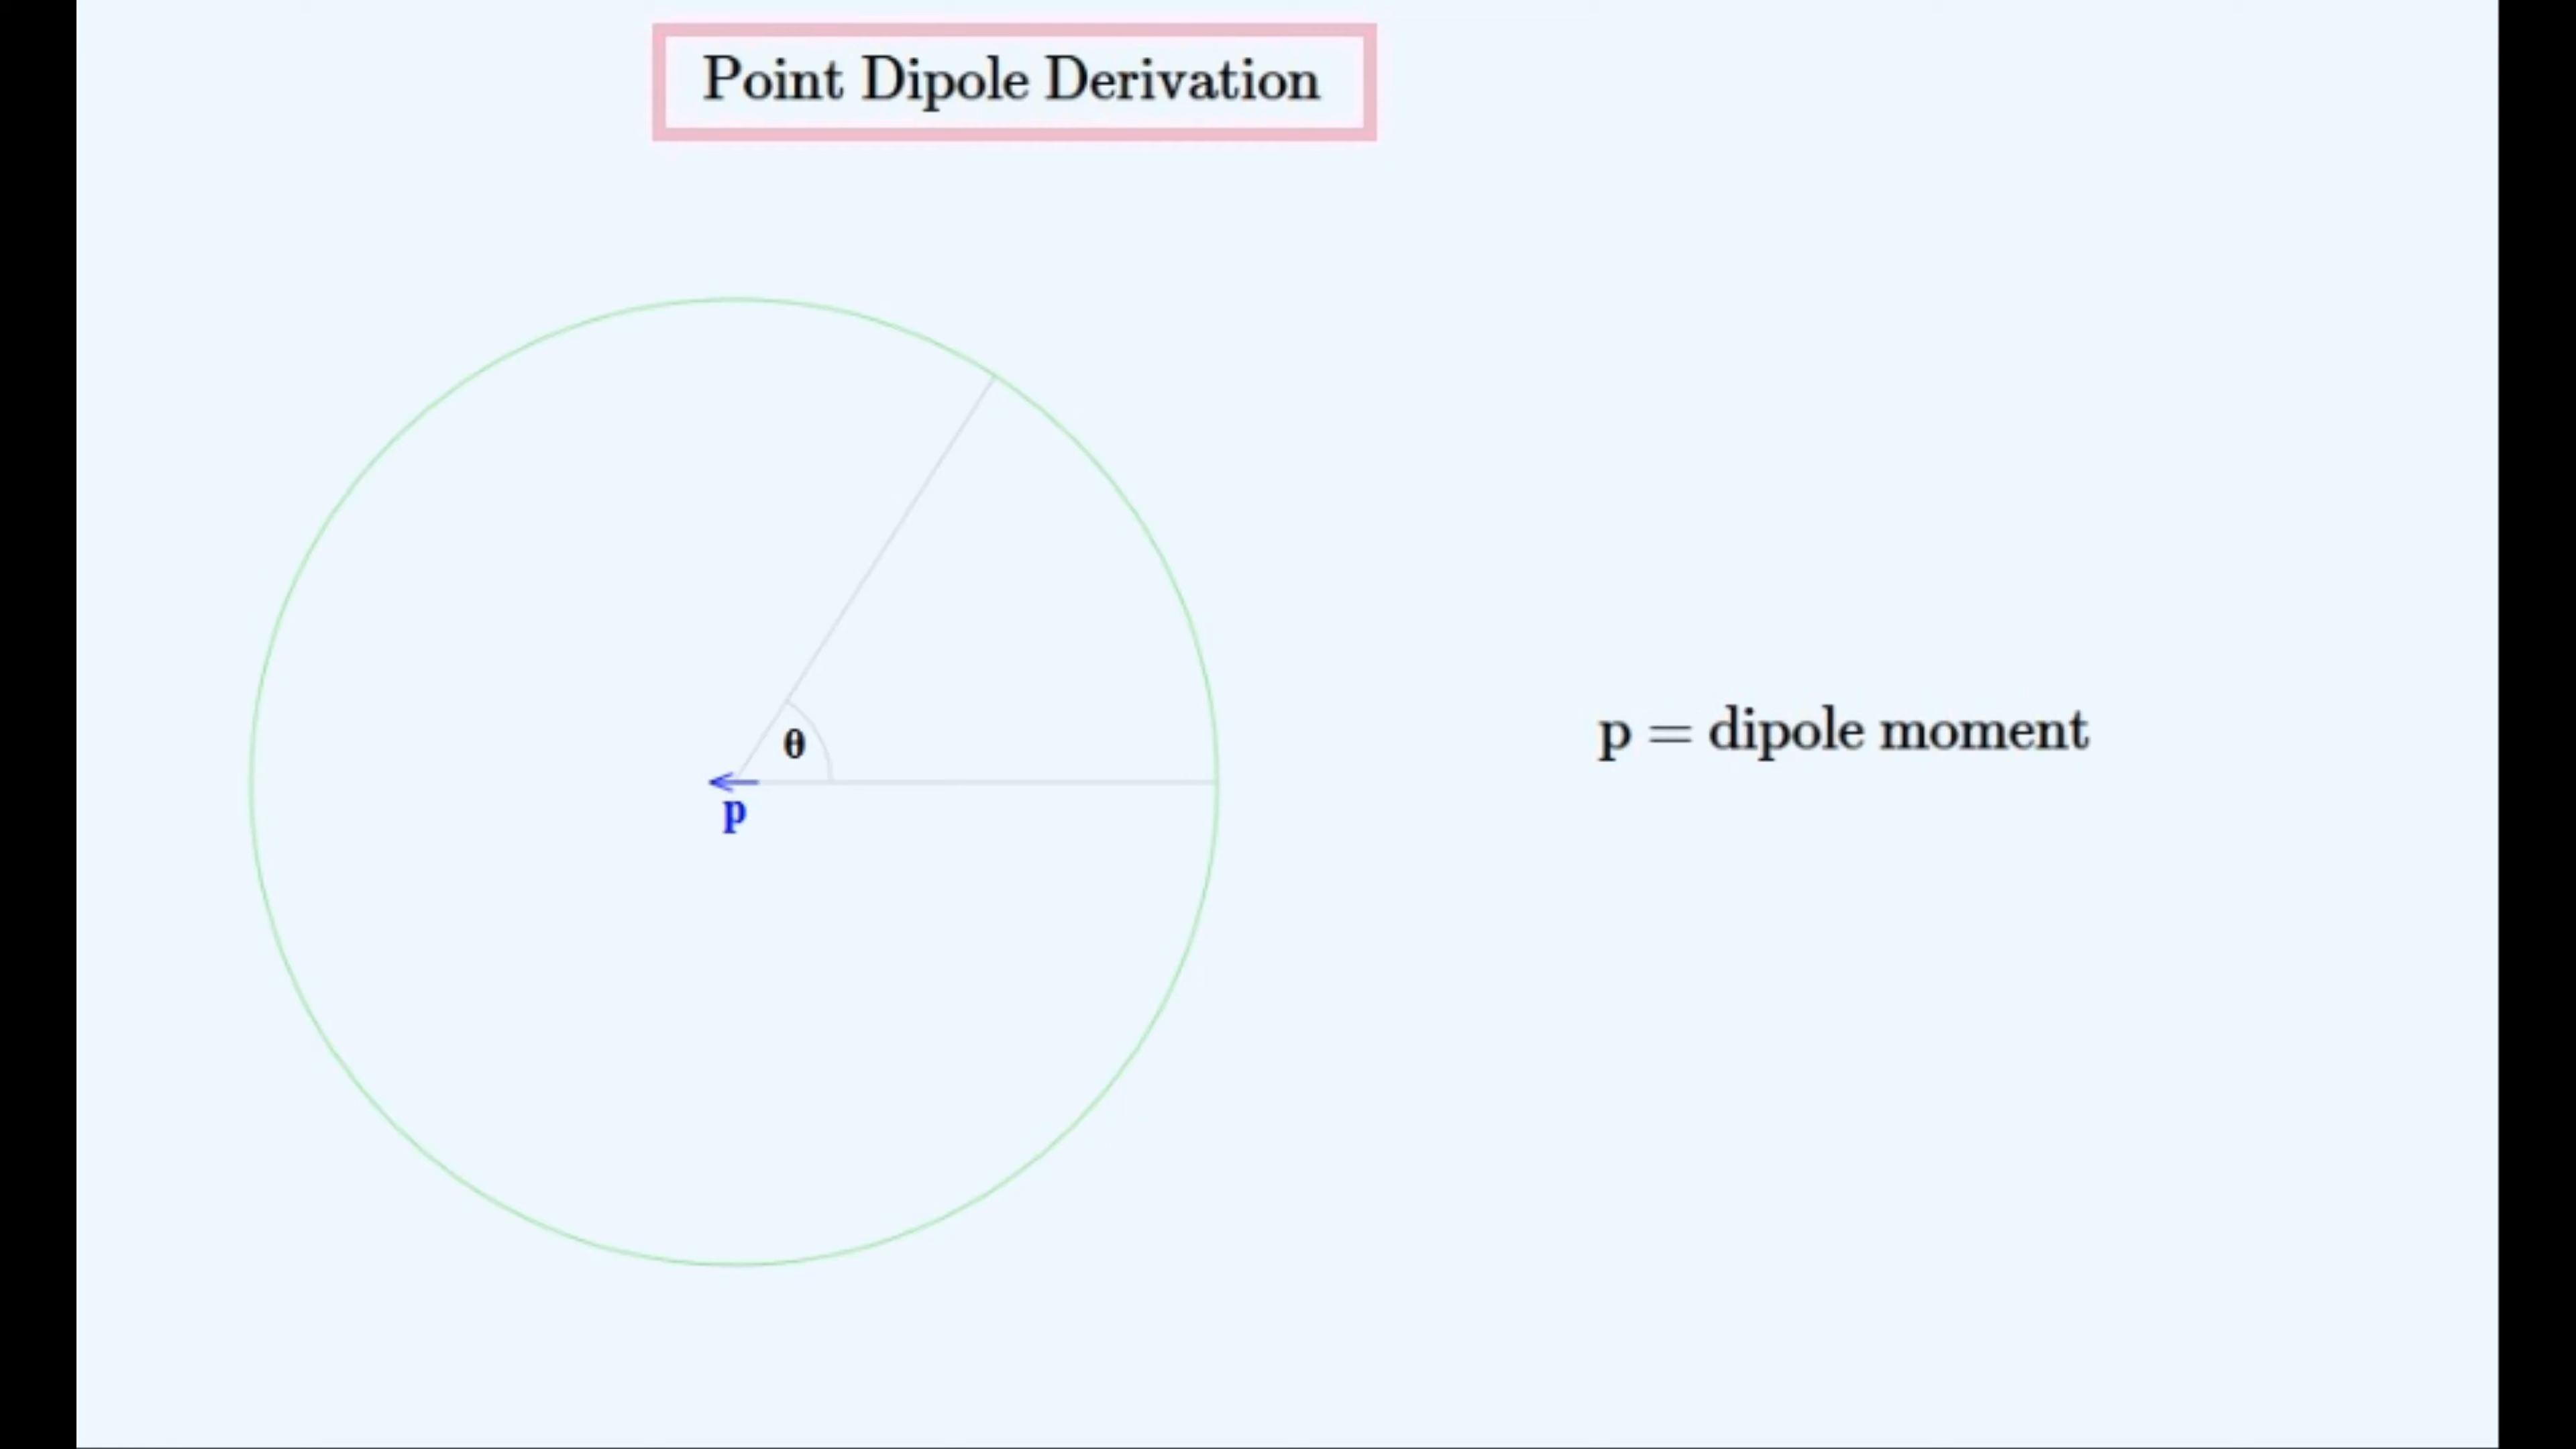 Point Dipole Derivation
θ
p
p = dipole moment